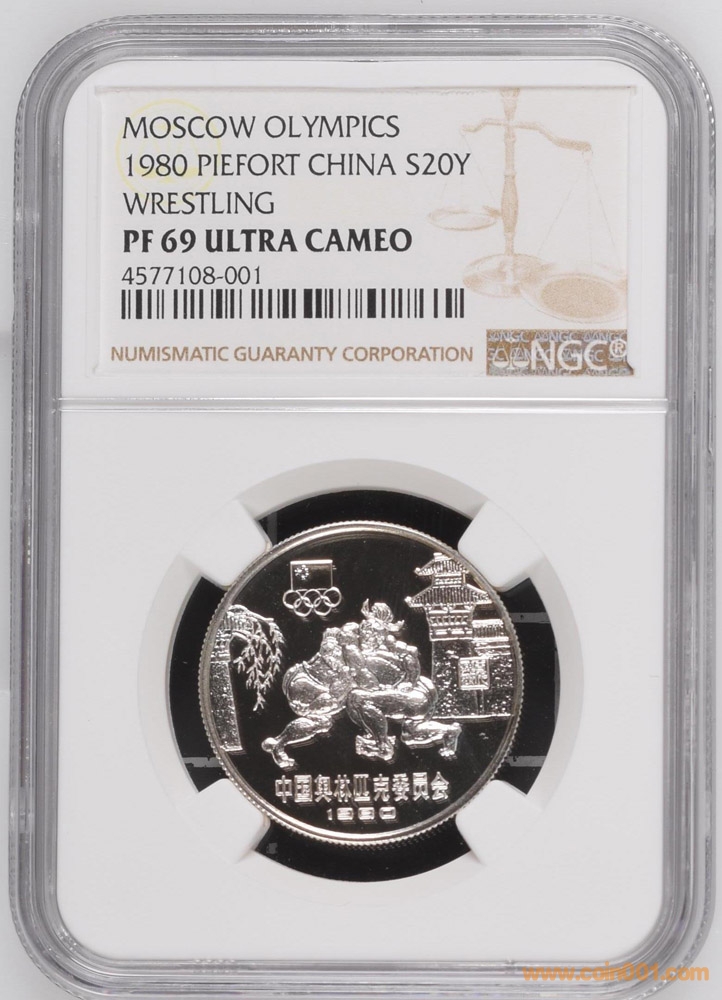 MOSCOW OLYMPICS
1980 PIEFORT CHINA S20Y
WRESTLING
PF 69 ULTRA CAMEO
4577108-001
NUMISMATIC GUARANTY CORPORATION
NGC®
中国奥林匹克委员会
1980
www.coin001.com